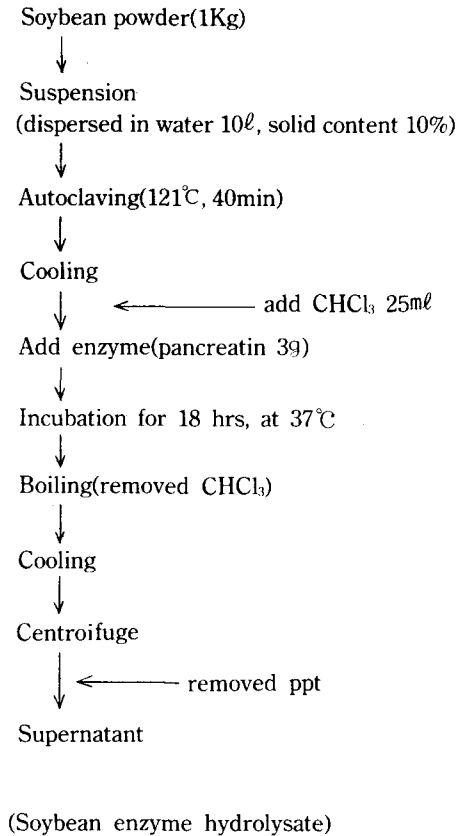 Soybean powder(1Kg)
Suspension
(dispersed in water 10ℓ, solid content 10%)
Autoclaving(121℃, 40min)
Cooling
add CHCl₃ 25mℓ
Add enzyme(pancreatin 3g)
Incubation for 18 hrs, at 37℃
Boiling(removed CHCl₃)
Cooling
Centroifuge
removed ppt
Supernatant
(Soybean enzyme hydrolysate)